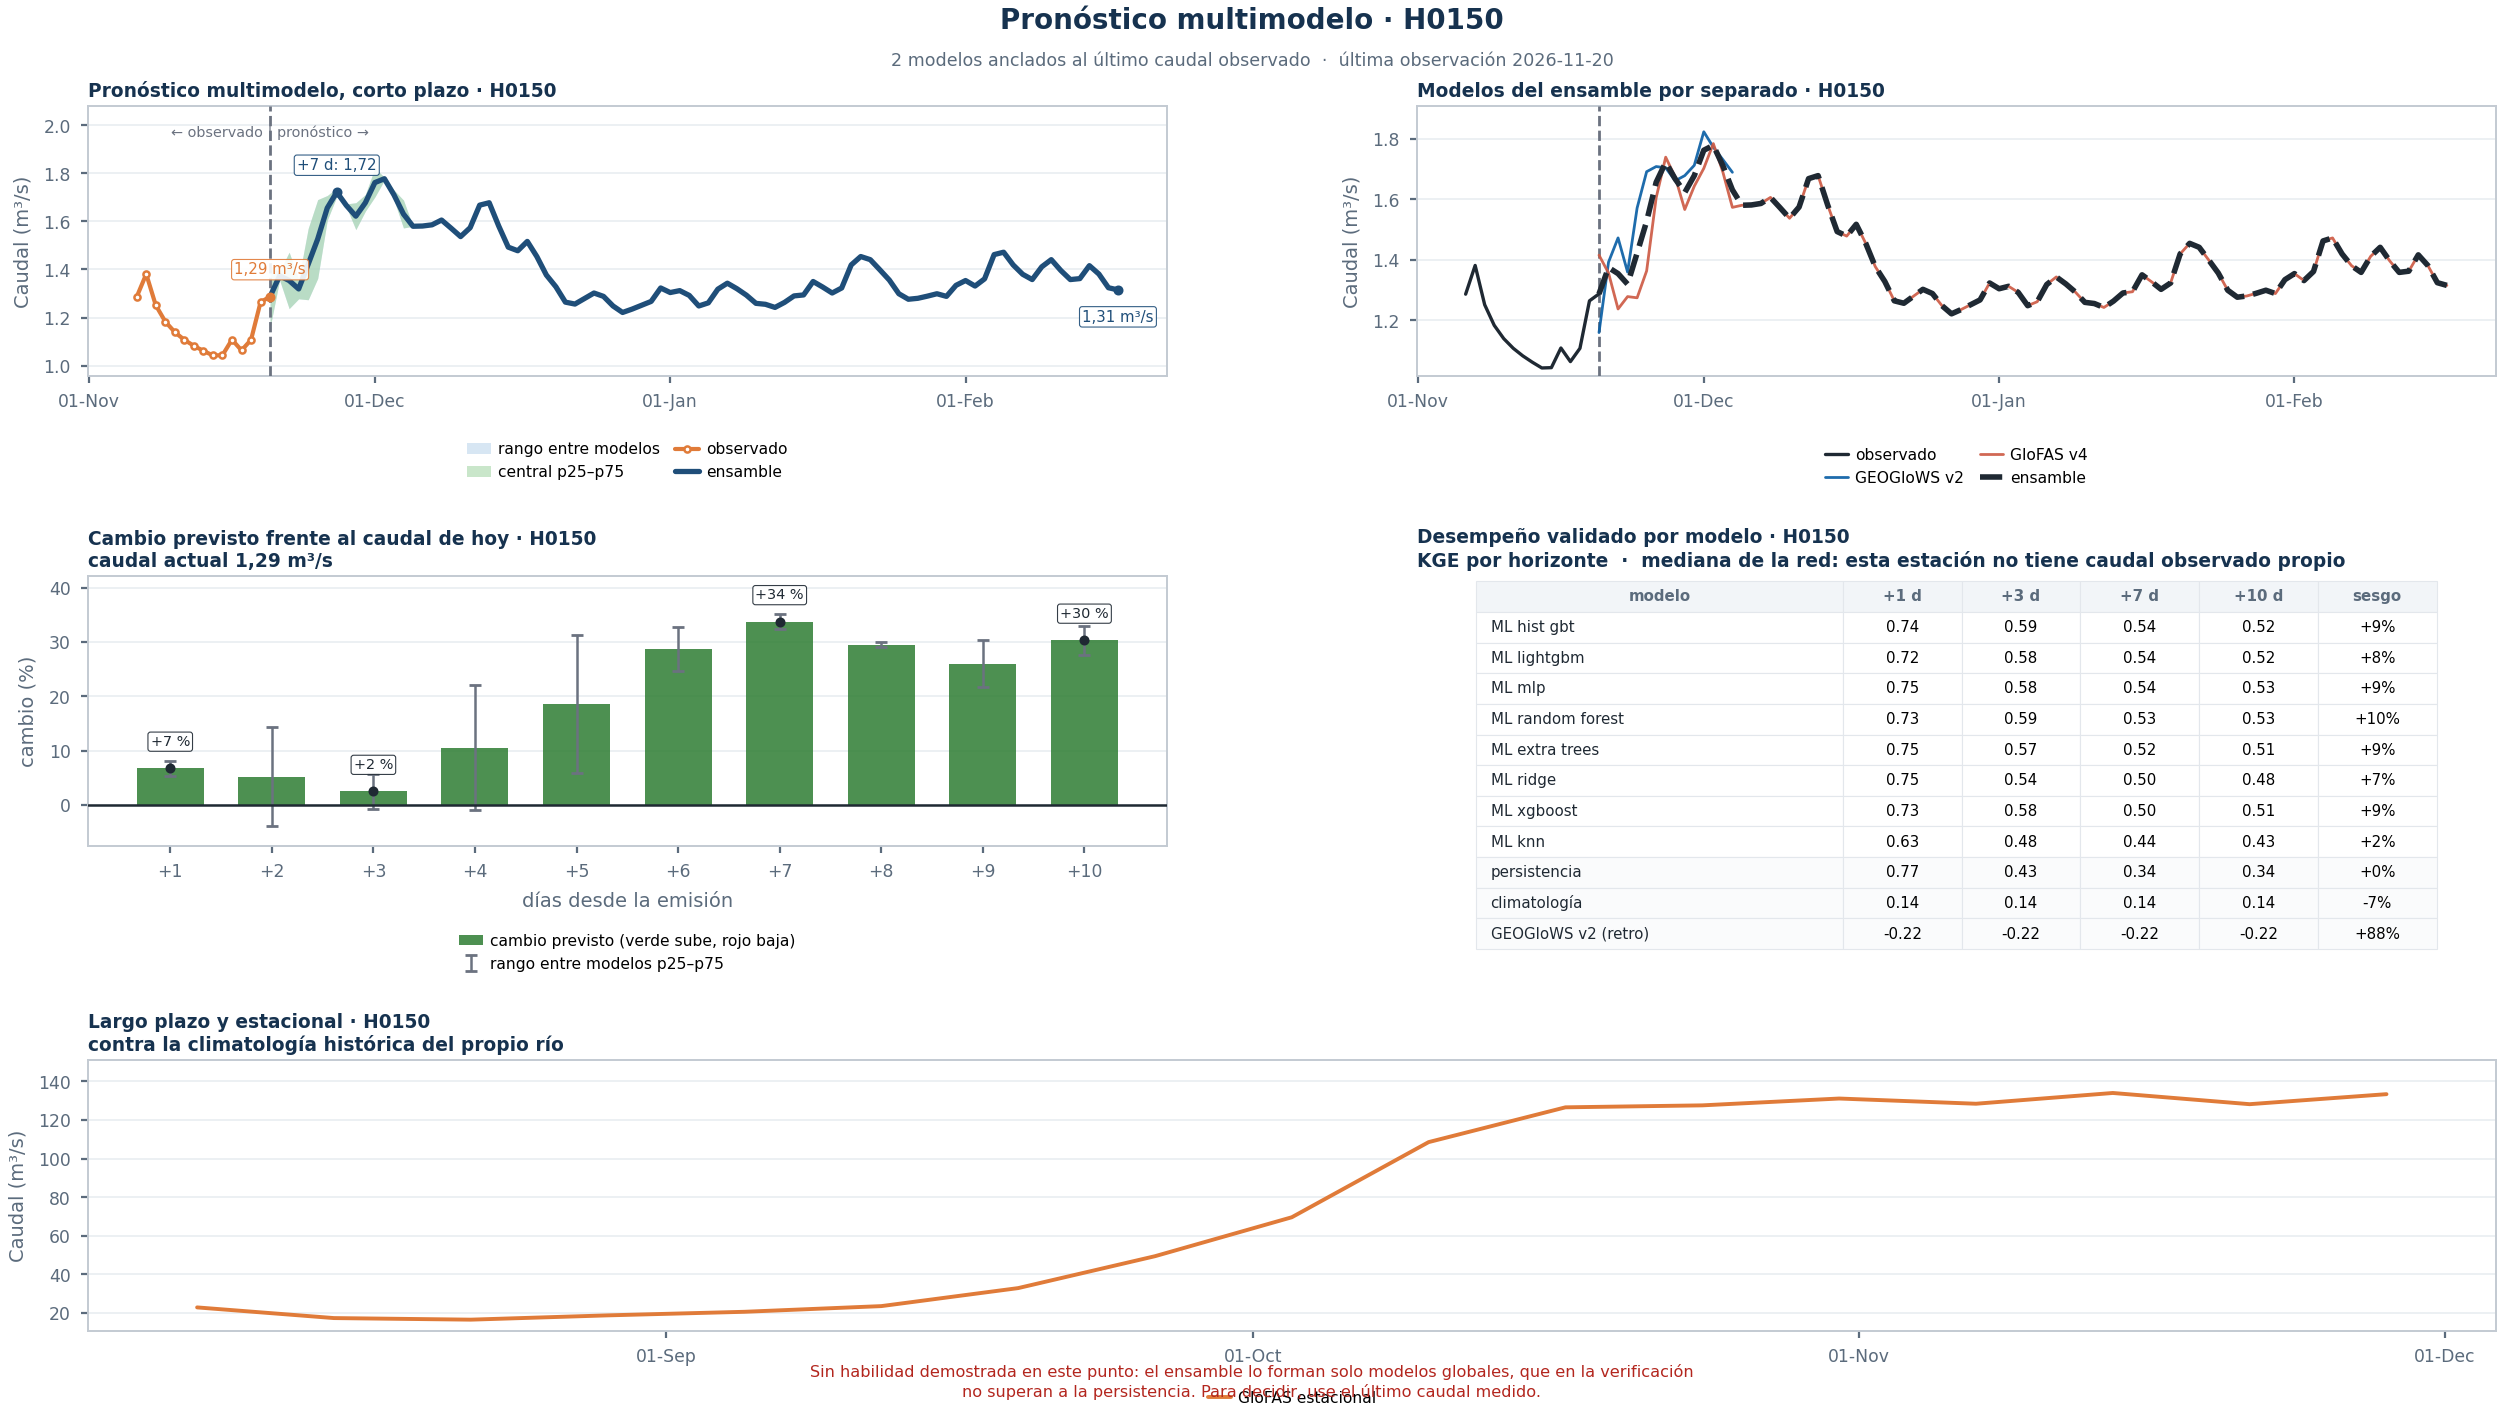 Pronóstico multimodelo · H0150
2 modelos anclados al último caudal observado · última observación 2026-11-20
Pronóstico multimodelo, corto plazo · H0150
Caudal (m³/s)
2.0
1.8
1.6
1.4
1.2
1.0
← observado
pronóstico →
+7 d: 1,72
1,29 m³/s
1,31 m³/s
01-Nov
01-Dec
01-Jan
01-Feb
rango entre modelos
observado
central p25–p75
ensamble
Modelos del ensamble por separado · H0150
Caudal (m³/s)
1.8
1.6
1.4
1.2
01-Nov
01-Dec
01-Jan
01-Feb
observado
GloFAS v4
GEOGloWS v2
ensamble
Cambio previsto frente al caudal de hoy · H0150
caudal actual 1,29 m³/s
cambio (%)
40
30
20
10
0
+7 %
+2 %
+34 %
+30 %
+1
+2
+3
+4
+5
+6
+7
+8
+9
+10
días desde la emisión
cambio previsto (verde sube, rojo baja)
rango entre modelos p25–p75
Desempeño validado por modelo · H0150
KGE por horizonte · mediana de la red: esta estación no tiene caudal observado propio
modelo +1 d +3 d +7 d +10 d sesgo
ML hist gbt 0.74 0.59 0.54 0.52 +9%
ML lightgbm 0.72 0.58 0.54 0.52 +8%
ML mlp 0.75 0.58 0.54 0.53 +9%
ML random forest 0.73 0.59 0.53 0.53 +10%
ML extra trees 0.75 0.57 0.52 0.51 +9%
ML ridge 0.75 0.54 0.50 0.48 +7%
ML xgboost 0.73 0.58 0.50 0.51 +9%
ML knn 0.63 0.48 0.44 0.43 +2%
persistencia 0.77 0.43 0.34 0.34 +0%
climatología 0.14 0.14 0.14 0.14 -7%
GEOGloWS v2 (retro) -0.22 -0.22 -0.22 -0.22 +88%
Largo plazo y estacional · H0150
contra la climatología histórica del propio río
Caudal (m³/s)
140
120
100
80
60
40
20
01-Sep
01-Oct
01-Nov
01-Dec
Sin habilidad demostrada en este punto: el ensamble lo forman solo modelos globales, que en la verificación
no superan a la persistencia. Para decidir, use el último caudal medido.
GloFAS estacional